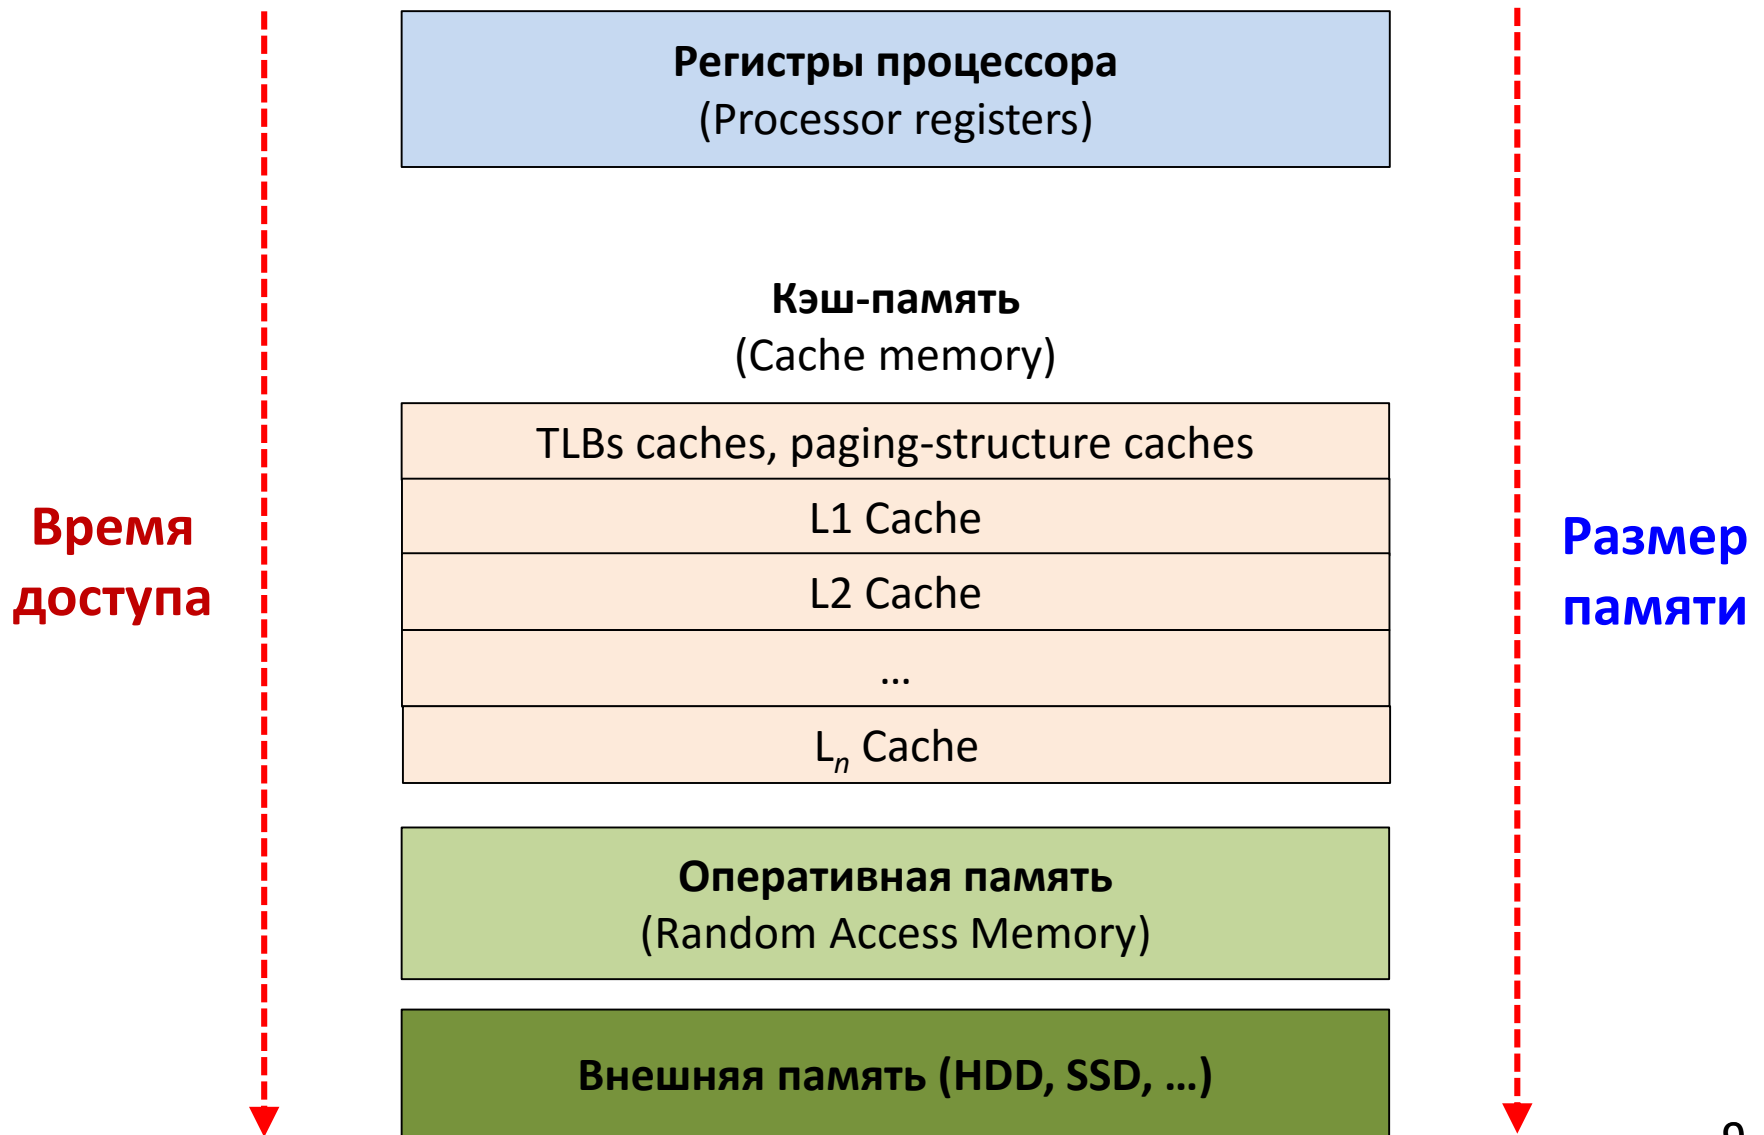 Регистры процессора
(Processor registers)
Кэш-память
(Cache memory)
TLBs caches, paging-structure caches
L1 Cache
L2 Cache
...
Ln Cache
Время
доступа
Размер
памяти
Оперативная память
(Random Access Memory)
Внешняя память (HDD, SSD, ...)